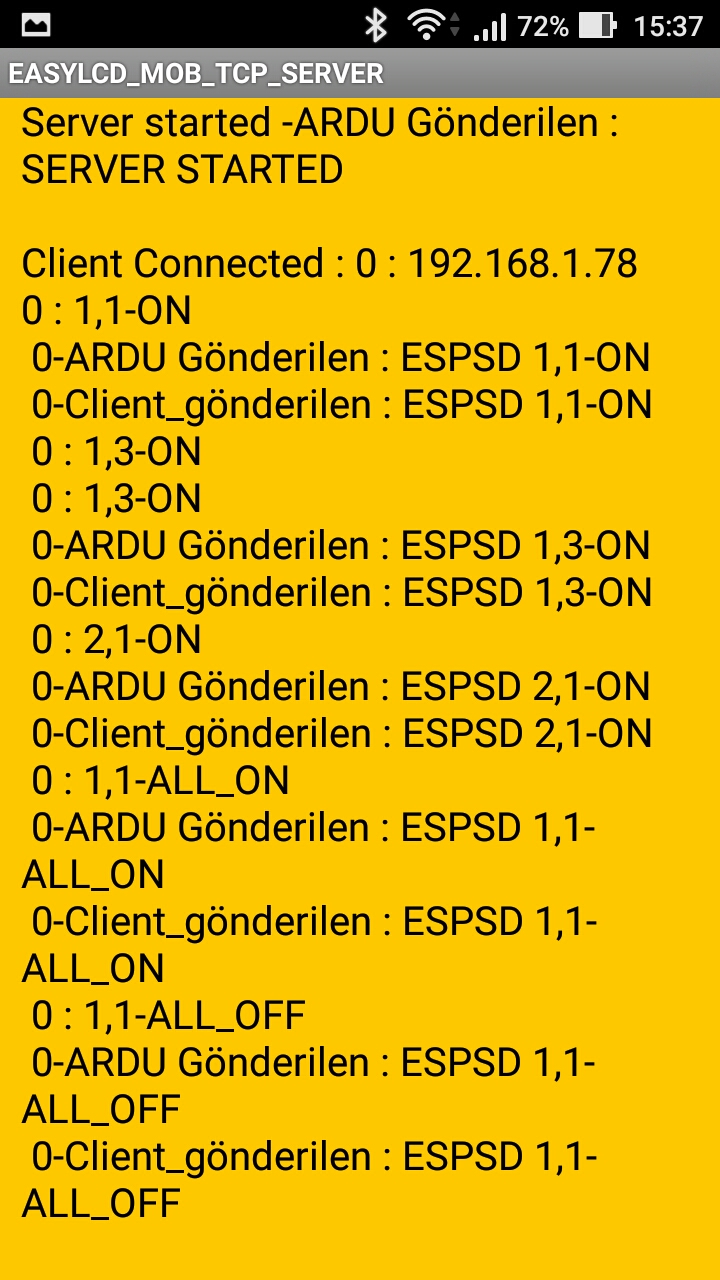 72% 15:37
EASYLCD_MOB_TCP_SERVER
Server started -ARDU Gönderilen :
SERVER STARTED
Client Connected : 0 : 192.168.1.78
0 : 1,1-ON
0-ARDU Gönderilen : ESPSD 1,1-ON
0-Client_gönderilen : ESPSD 1,1-ON
0 : 1,3-ON
0 : 1,3-ON
0-ARDU Gönderilen : ESPSD 1,3-ON
0-Client_gönderilen : ESPSD 1,3-ON
0 : 2,1-ON
0-ARDU Gönderilen : ESPSD 2,1-ON
0-Client_gönderilen : ESPSD 2,1-ON
0 : 1,1-ALL_ON
0-ARDU Gönderilen : ESPSD 1,1-
ALL_ON
0-Client_gönderilen : ESPSD 1,1-
ALL_ON
0 : 1,1-ALL_OFF
0-ARDU Gönderilen : ESPSD 1,1-
ALL_OFF
0-Client_gönderilen : ESPSD 1,1-
ALL_OFF